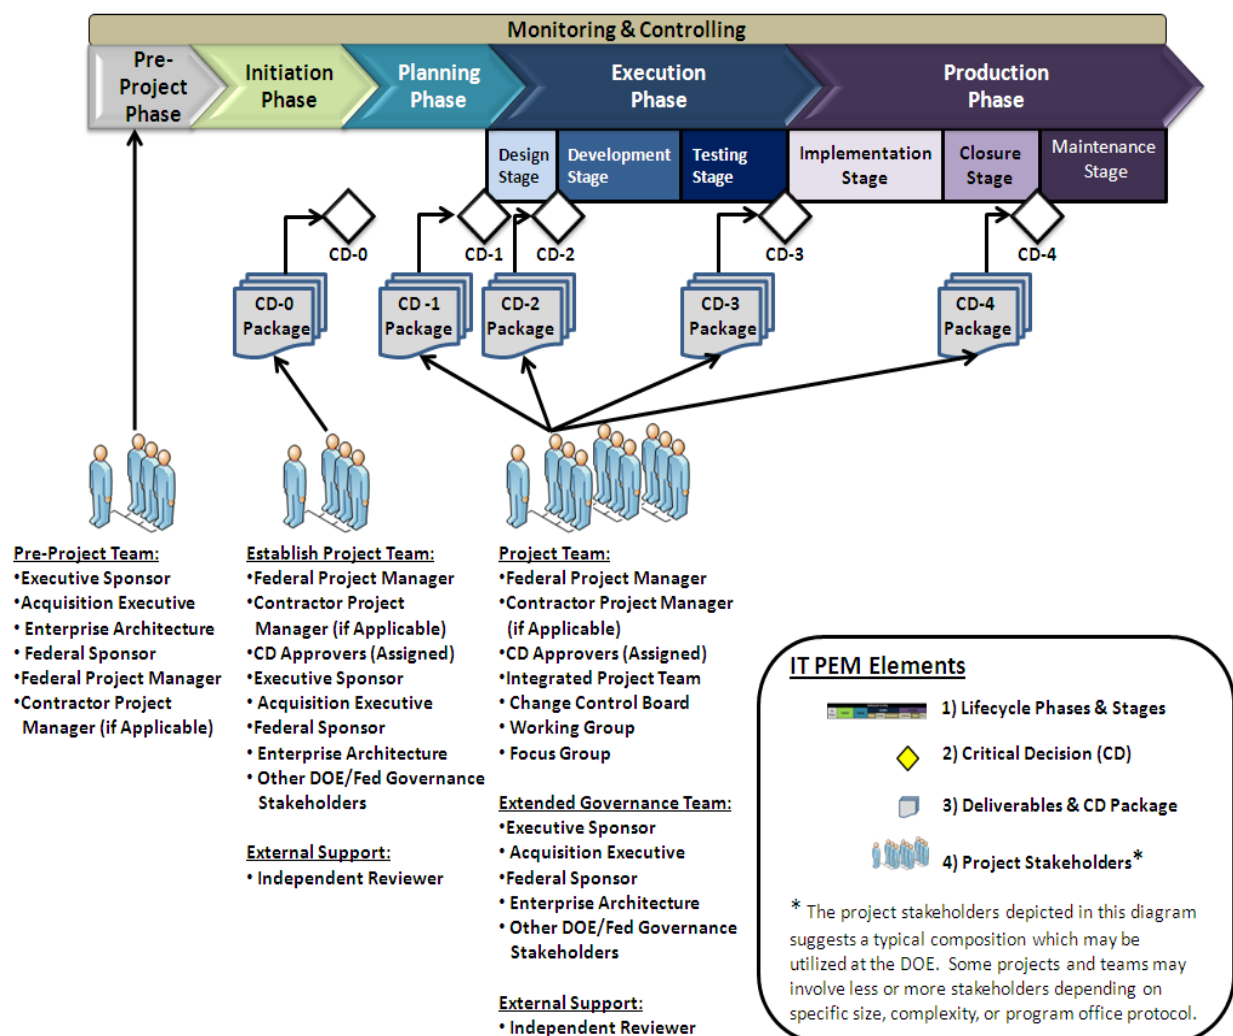 Monitoring & Controlling
Pre-
Project
Phase
Initiation
Phase
Planning
Phase
Execution
Phase
Production
Phase
Design
Stage
Development
Stage
Testing
Stage
Implementation
Stage
Closure
Stage
Maintenance
Stage
CD-0
CD-1
CD-2
CD-3
CD-4
CD-0
Package
CD -1
Package
CD-2
Package
CD-3
Package
CD-4
Package
Pre-Project Team:
•Executive Sponsor
•Acquisition Executive
• Enterprise Architecture
• Federal Sponsor
•Federal Project Manager
•Contractor Project
Manager (if Applicable)
Establish Project Team:
•Federal Project Manager
•Contractor Project
Manager (if Applicable)
•CD Approvers (Assigned)
•Executive Sponsor
• Acquisition Executive
•Federal Sponsor
• Enterprise Architecture
• Other DOE/Fed Governance
Stakeholders
External Support:
• Independent Reviewer
Project Team:
•Federal Project Manager
•Contractor Project Manager
(if Applicable)
•CD Approvers (Assigned)
•Integrated Project Team
• Change Control Board
• Working Group
• Focus Group
Extended Governance Team:
•Executive Sponsor
• Acquisition Executive
•Federal Sponsor
• Enterprise Architecture
• Other DOE/Fed Governance
Stakeholders
External Support:
• Independent Reviewer
IT PEM Elements
1) Lifecycle Phases & Stages
2) Critical Decision (CD)
3) Deliverables & CD Package
4) Project Stakeholders*
* The project stakeholders depicted in this diagram
suggests a typical composition which may be
utilized at the DOE. Some projects and teams may
involve less or more stakeholders depending on
specific size, complexity, or program office protocol.